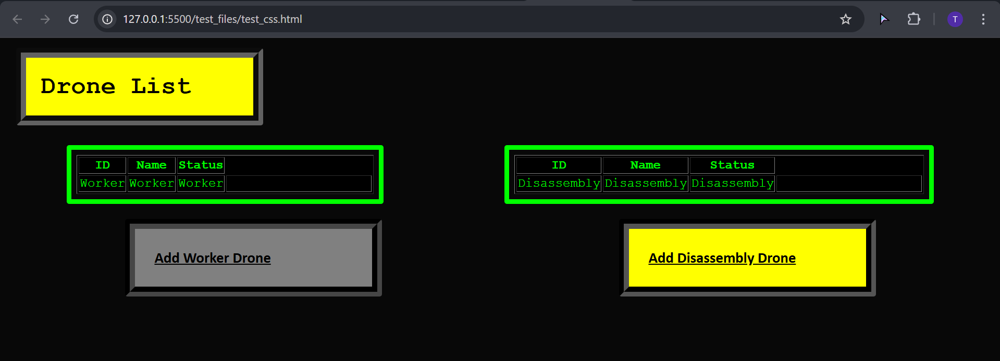 127.0.0.1:5500/test_files/test_css.html
T
Drone List
ID Name Status
Worker Worker Worker
ID Name Status
Disassembly Disassembly Disassembly
Add Worker Drone
Add Disassembly Drone